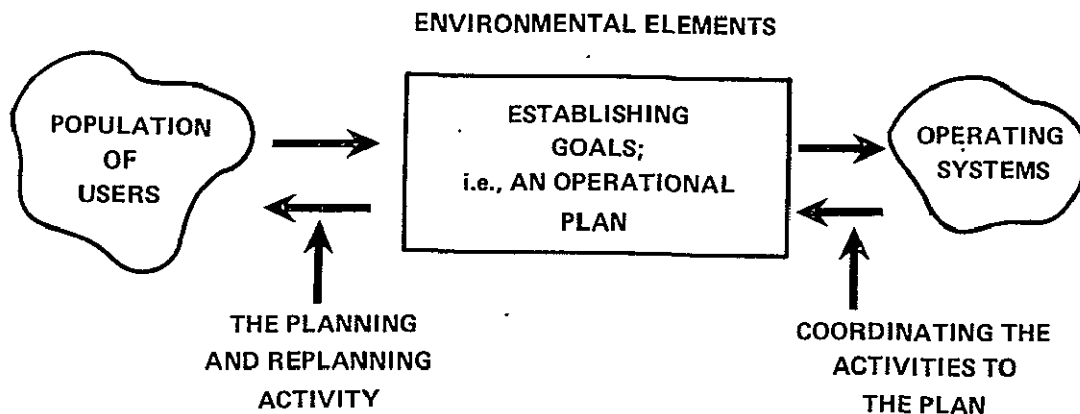 ENVIRONMENTAL ELEMENTS
POPULATION
OF
USERS
ESTABLISHING
GOALS;
i.e., AN OPERATIONAL
PLAN
OPERATING
SYSTEMS
THE PLANNING
AND REPLANNING
ACTIVITY
COORDINATING THE
ACTIVITIES TO
THE PLAN